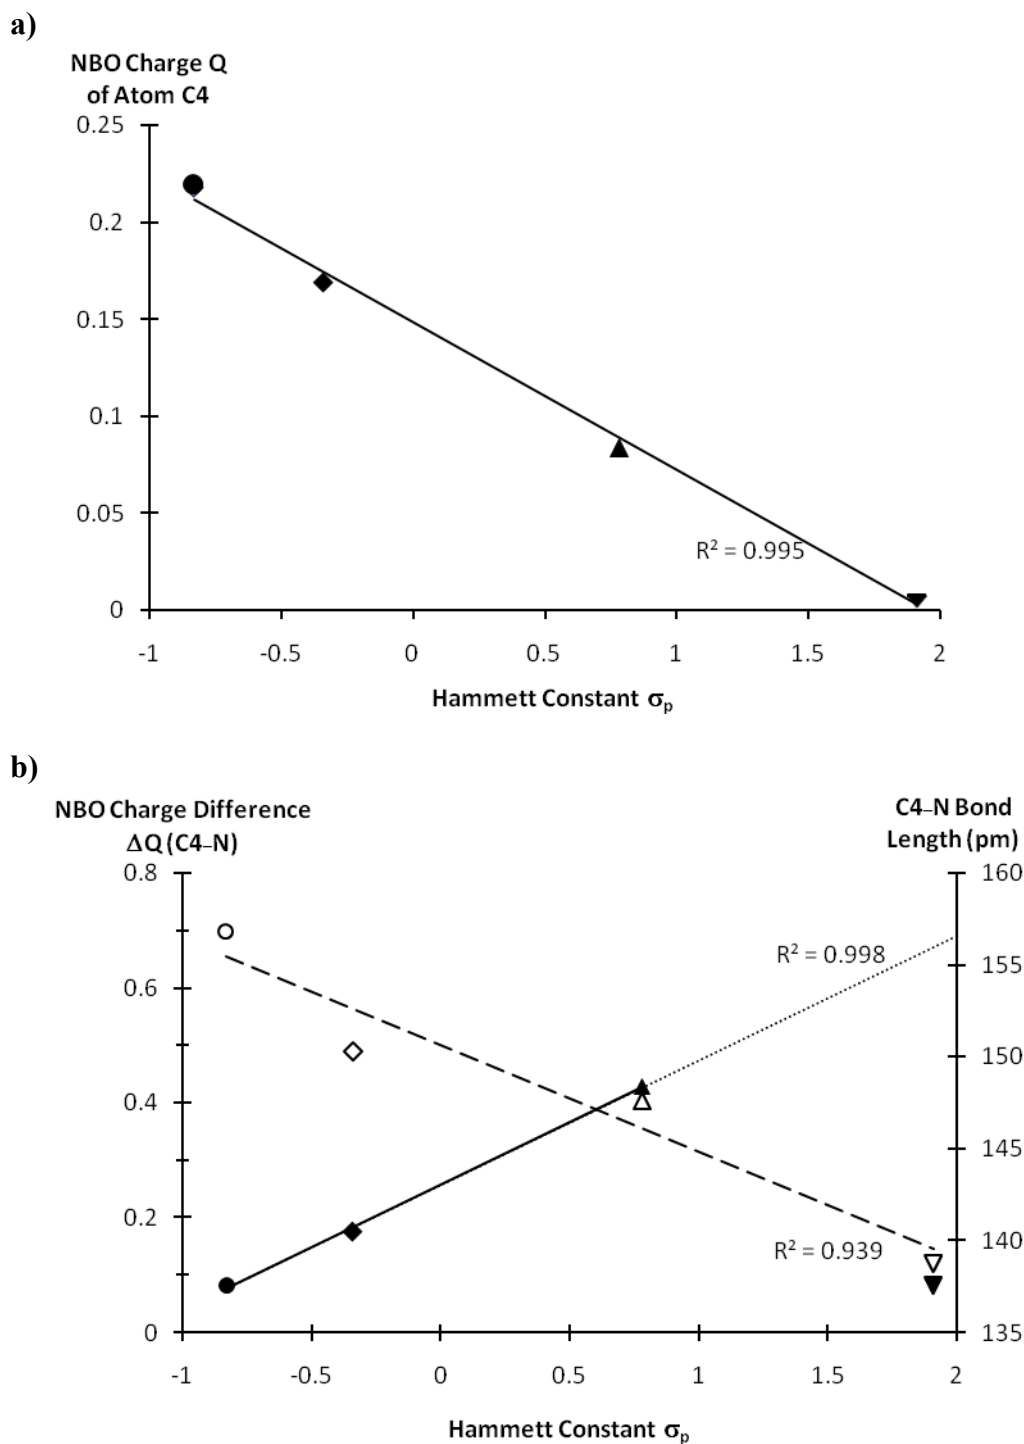 a)
NBO Charge Q
of Atom C4
0.25
0.2
0.15
0.1
0.05
0
R² = 0.995
-1
-0.5
0
0.5
1
1.5
2
Hammett Constant σp
b)
NBO Charge Difference
ΔQ (C4–N)
C4–N Bond
Length (pm)
0.8
0.6
0.4
0.2
0
160
155
150
145
140
135
R² = 0.998
R² = 0.939
-1
-0.5
0
0.5
1
1.5
2
Hammett Constant σp